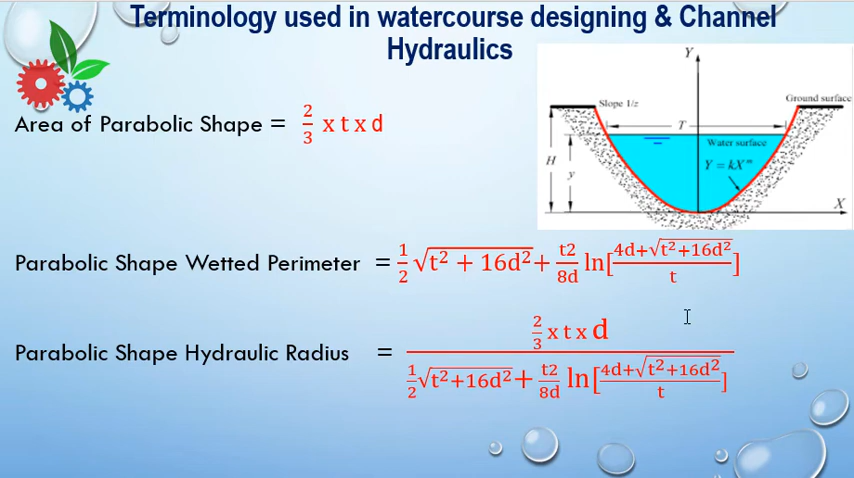 Terminology used in watercourse designing & Channel
Hydraulics
Y
Slope 1/z
Ground surface
Area of Parabolic Shape = 2/3 x t x d
T
Water surface
H
y
Y = kX^m
X
Parabolic Shape Wetted Perimeter = 1/2 √(t² + 16d²) + t2/8d ln[(4d+√(t²+16d²))/t]
2/3 x t x d
Parabolic Shape Hydraulic Radius =
1/2 √(t²+16d²) + t2/8d ln[(4d+√(t²+16d²))/t]